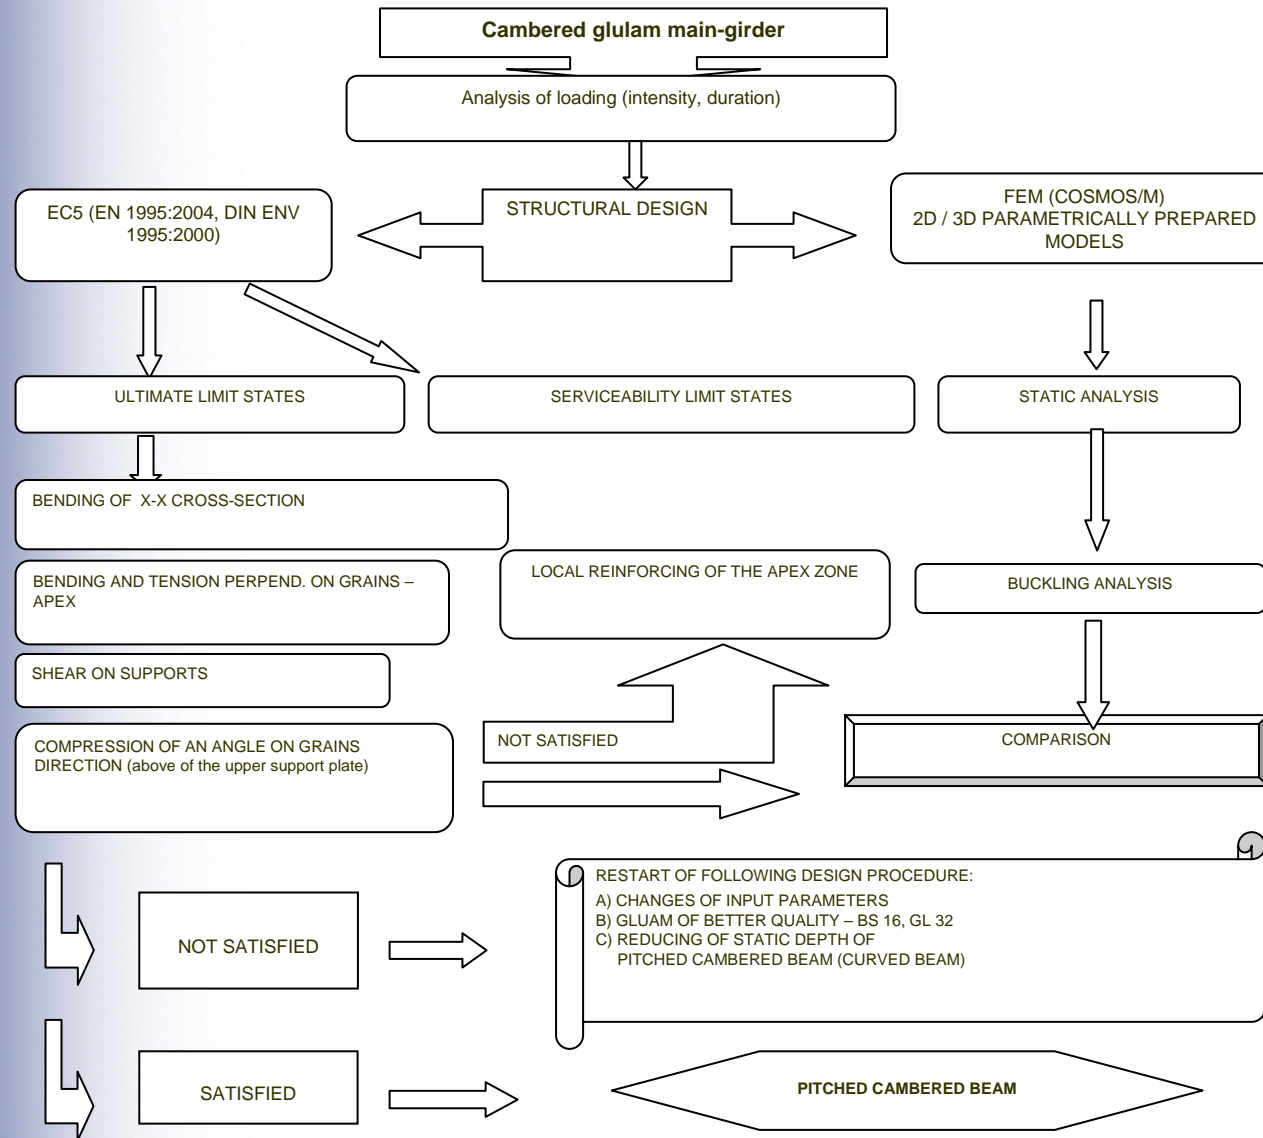 Cambered glulam main-girder
Analysis of loading (intensity, duration)
EC5 (EN 1995:2004, DIN ENV
1995:2000)
STRUCTURAL DESIGN
FEM (COSMOS/M)
2D / 3D PARAMETRICALLY PREPARED
MODELS
ULTIMATE LIMIT STATES
SERVICEABILITY LIMIT STATES
STATIC ANALYSIS
BENDING OF X-X CROSS-SECTION
BENDING AND TENSION PERPEND. ON GRAINS –
APEX
LOCAL REINFORCING OF THE APEX ZONE
BUCKLING ANALYSIS
SHEAR ON SUPPORTS
COMPRESSION OF AN ANGLE ON GRAINS
DIRECTION (above of the upper support plate)
NOT SATISFIED
COMPARISON
NOT SATISFIED
RESTART OF FOLLOWING DESIGN PROCEDURE:
A) CHANGES OF INPUT PARAMETERS
B) GLUAM OF BETTER QUALITY – BS 16, GL 32
C) REDUCING OF STATIC DEPTH OF
PITCHED CAMBERED BEAM (CURVED BEAM)
SATISFIED
PITCHED CAMBERED BEAM